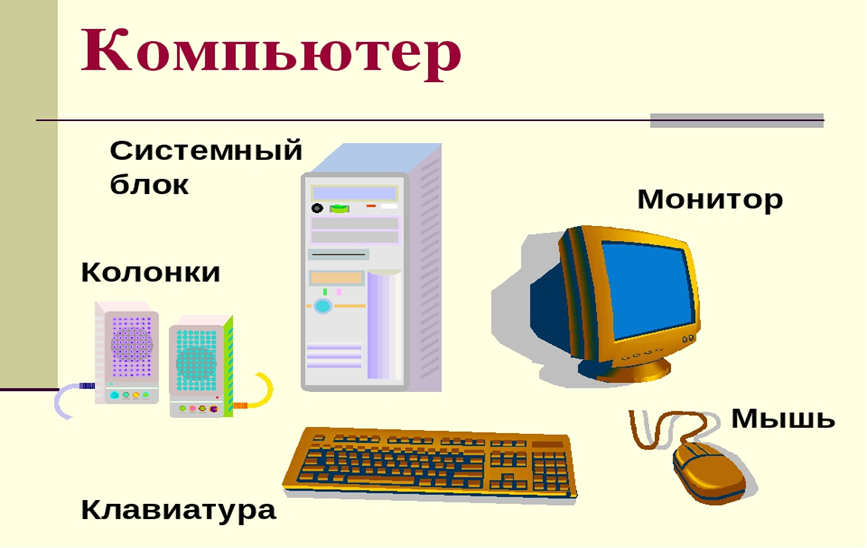 Компьютер
Системный
блок
Монитор
Колонки
Мышь
Клавиатура